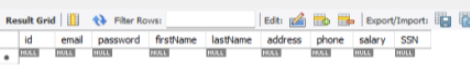 Result Grid Filter Rows: Edit: Export/Import:
id email password firstName lastName address phone salary SSN
NULL NULL NULL NULL NULL NULL NULL NULL NULL